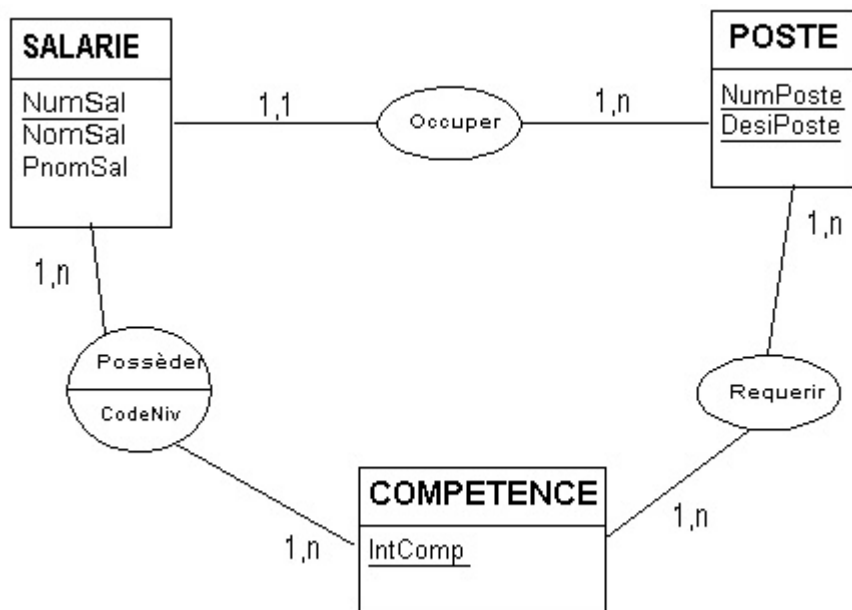 SALARIE
NumSal
NomSal
PnomSal
1,1
Occuper
1,n
POSTE
NumPoste
DesiPoste
1,n
Possèder
CodeNiv
1,n
Requerir
1,n
COMPETENCE
IntComp
1,n